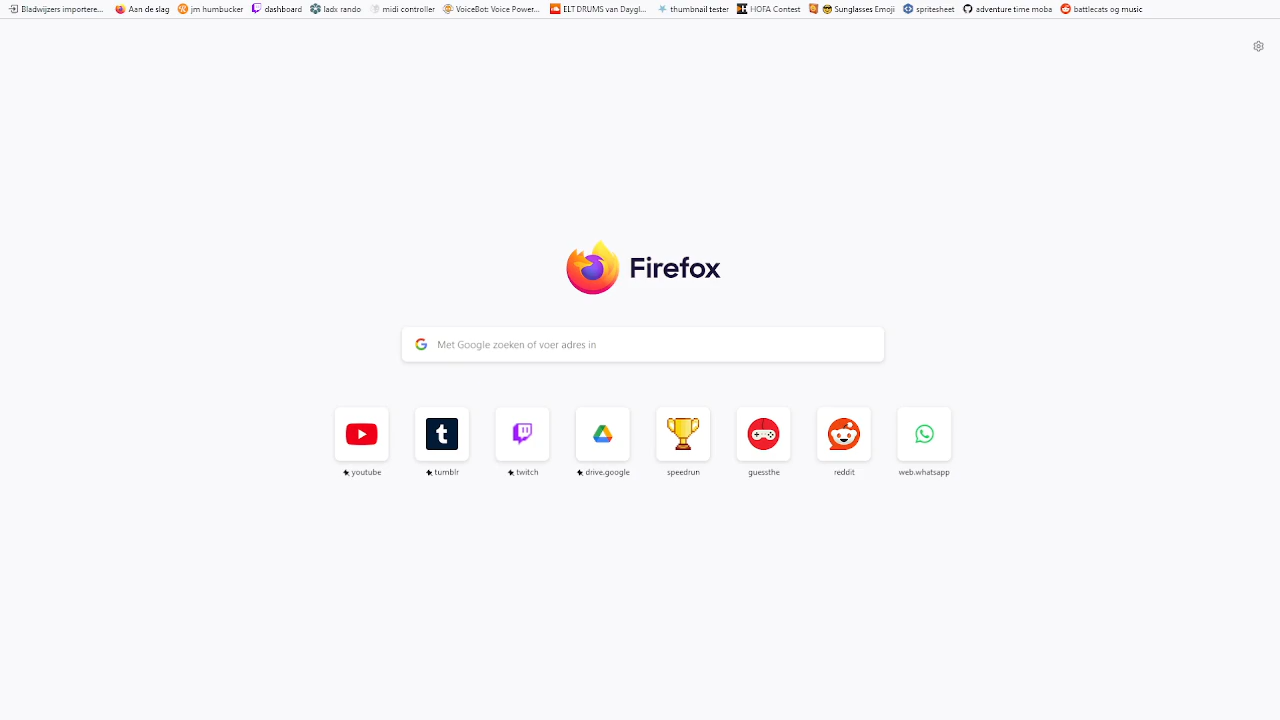 Bladwijzers importere... Aan de slag jm humbucker dashboard ladx rando midi controller VoiceBot: Voice Power... ELT DRUMS van Daygl... thumbnail tester HOFA Contest Sunglasses Emoji spritesheet adventure time moba battlecats og music
Firefox
Met Google zoeken of voer adres in
youtube tumblr twitch drive.google speedrun guessthe reddit web.whatsapp